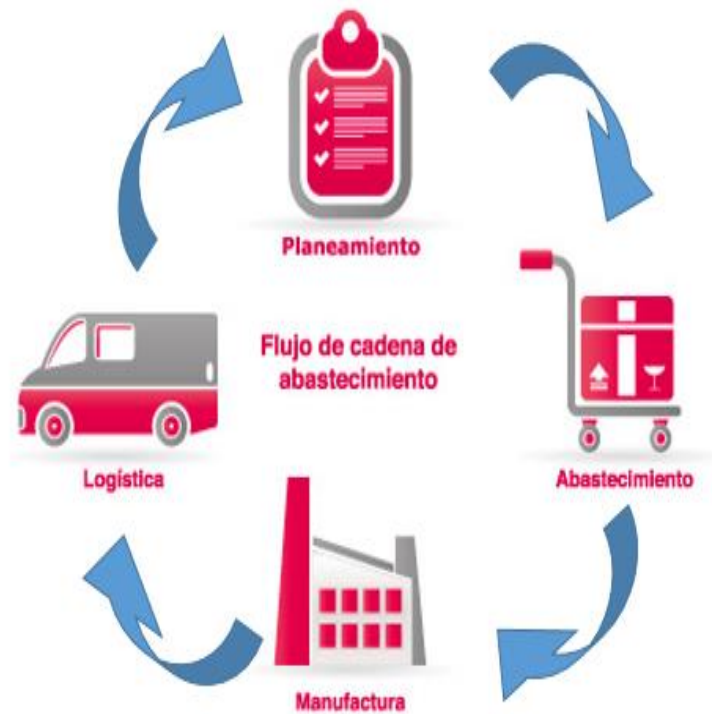 Planeamiento
Flujo de cadena de
abastecimiento
Logística
Abastecimiento
Manufactura